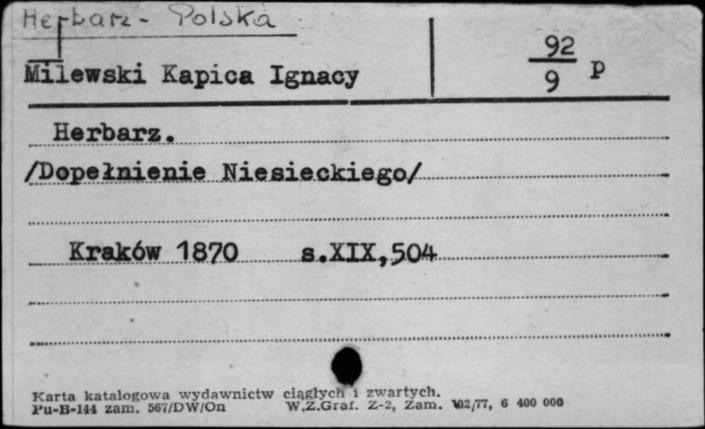 Herbarz - Polska
Milewski Kapica Ignacy
92
9 p
Herbarz.
/Dopełnienie Niesieckiego/
Kraków 1870 s.XIX,504
Karta katalogowa wydawnictw ciągłych i zwartych.
Pu-B-144 zam. 567/DW/On W.Z.Graf. Z-2, Zam. 102/77, 6 400 000